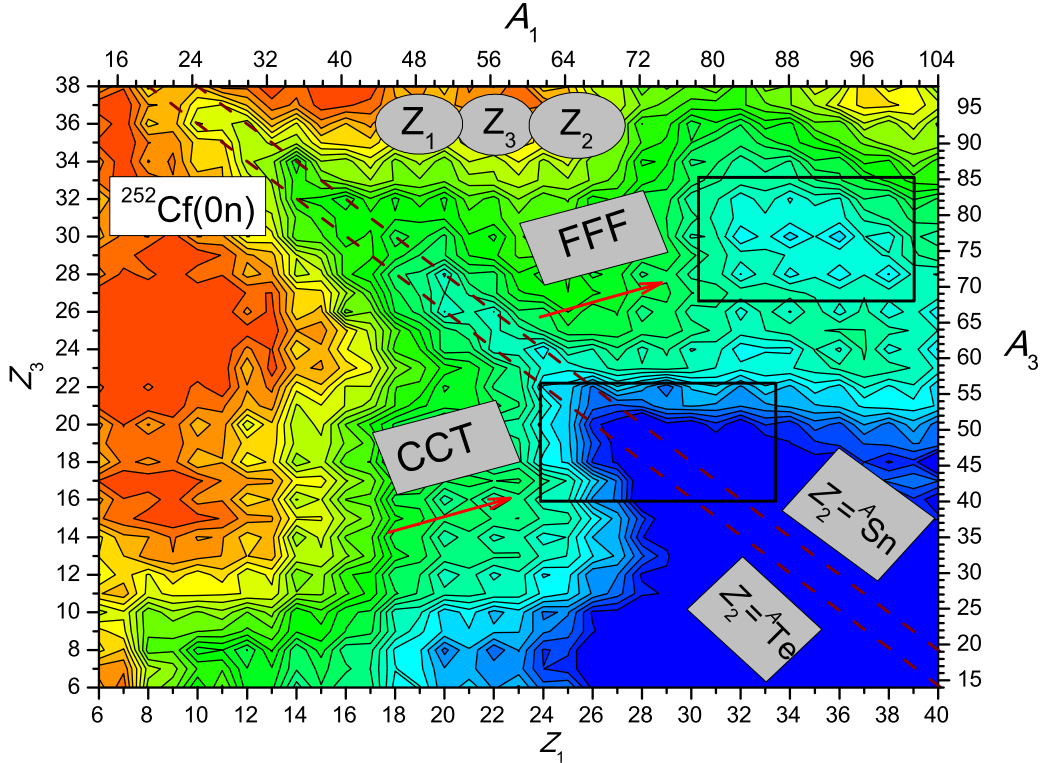 A₁
16 24 32 40 48 56 64 72 80 88 96 104
38 36 34 32 30 28 26 24 22 20 18 16 14 12 10 8 6
Z₃
95 90 85 80 75 70 65 60 55 50 45 40 35 30 25 20 15
A₃
Z₁ Z₃ Z₂
²⁵²Cf(0n)
FFF
CCT
Z₂=ᴬSn
Z₂=ᴬTe
6 8 10 12 14 16 18 20 22 24 26 28 30 32 34 36 38 40
Z₁